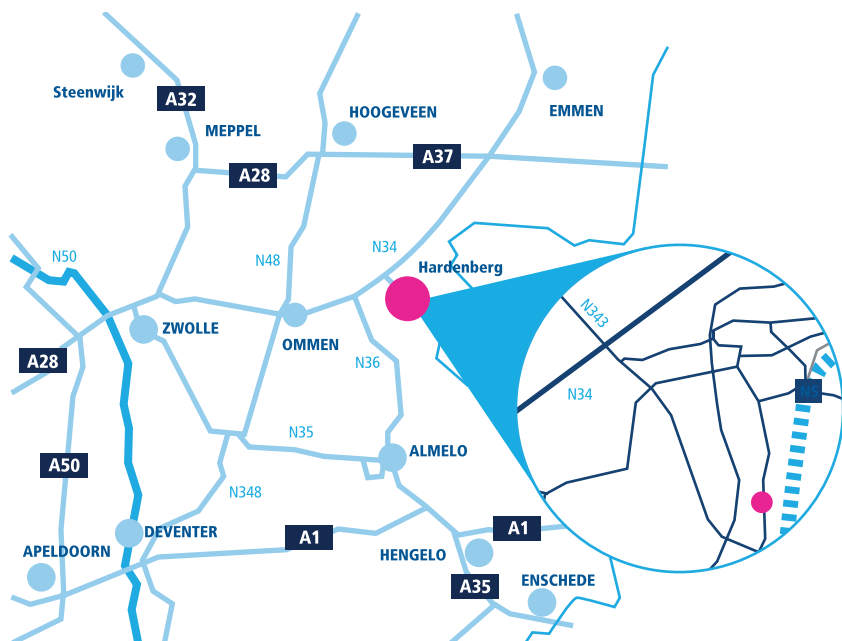 Steenwijk
A32
EMMEN
HOOGEVEEN
MEPPEL
A37
A28
N50
N48
N34
Hardenberg
N343
ZWOLLE
OMMEN
A28
N36
N34
NS
N35
ALMELO
A50
N348
DEVENTER
A1
A1
APELDOORN
HENGELO
A35
ENSCHEDE